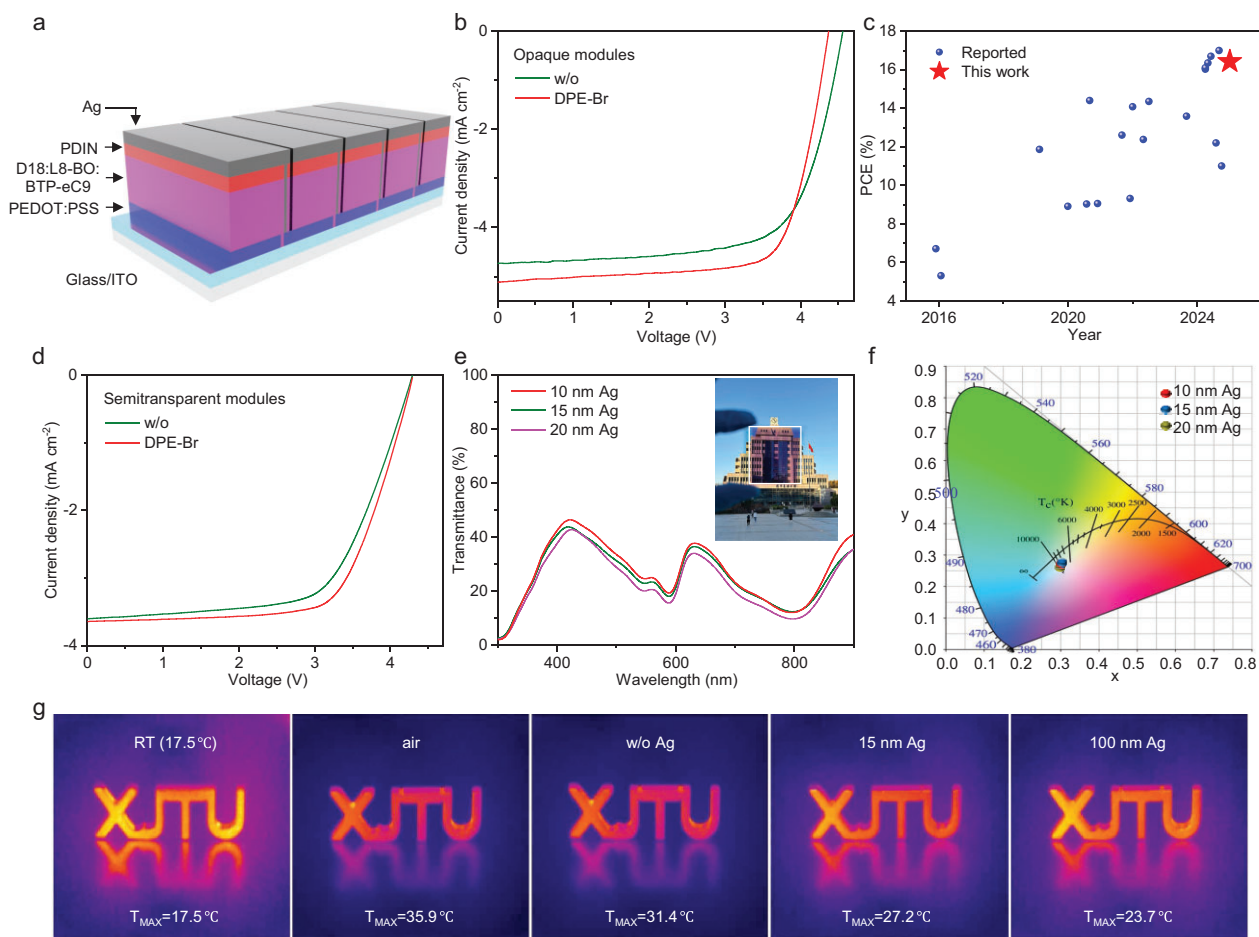 a
Ag
PDIN
D18:L8-BO:
BTP-eC9
PEDOT:PSS
Glass/ITO
b
Opaque modules
w/o
DPE-Br
0
-2
-4
Current density (mA cm⁻²)
0 1 2 3 4
Voltage (V)
c
Reported
This work
18
16
14
12
10
8
6
4
PCE (%)
2016 2020 2024
Year
d
Semitransparent modules
w/o
DPE-Br
0
-2
-4
Current density (mA cm⁻²)
0 1 2 3 4
Voltage (V)
e
10 nm Ag
15 nm Ag
20 nm Ag
100
80
60
40
20
0
Transmittance (%)
400 600 800
Wavelength (nm)
f
10 nm Ag
15 nm Ag
20 nm Ag
0.9
0.8
0.7
0.6
0.5
0.4
0.3
0.2
0.1
0.0
y
0.0 0.1 0.2 0.3 0.4 0.5 0.6 0.7 0.8
x
520
540
560
580
600
620
700
500
490
480
470
460
380
T_C(°K)
∞
10000
6000
4000
3000
2500
2000
1500
g
RT (17.5℃)
XJTU
T_MAX=17.5℃
air
XJTU
T_MAX=35.9℃
w/o Ag
XJTU
T_MAX=31.4℃
15 nm Ag
XJTU
T_MAX=27.2℃
100 nm Ag
XJTU
T_MAX=23.7℃